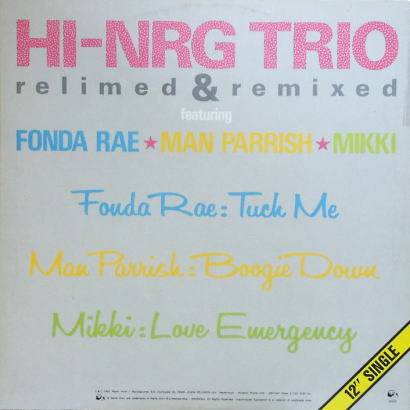 HI-NRG TRIO
relimed & remixed
featuring
FONDA RAE ★ MAN PARRISH ★ MIKKI
Fonda Rae : Tuch Me
Man Parrish : Boogie Down
Mikki : Love Emergency
12" SINGLE